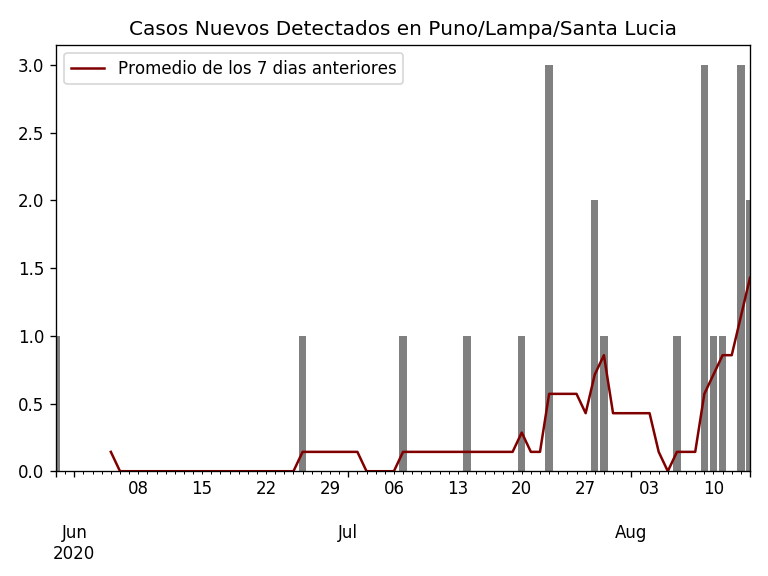 Casos Nuevos Detectados en Puno/Lampa/Santa Lucia
Promedio de los 7 dias anteriores
3.0
2.5
2.0
1.5
1.0
0.5
0.0
08 15 22 29 06 13 20 27 03 10
Jun Jul Aug
2020